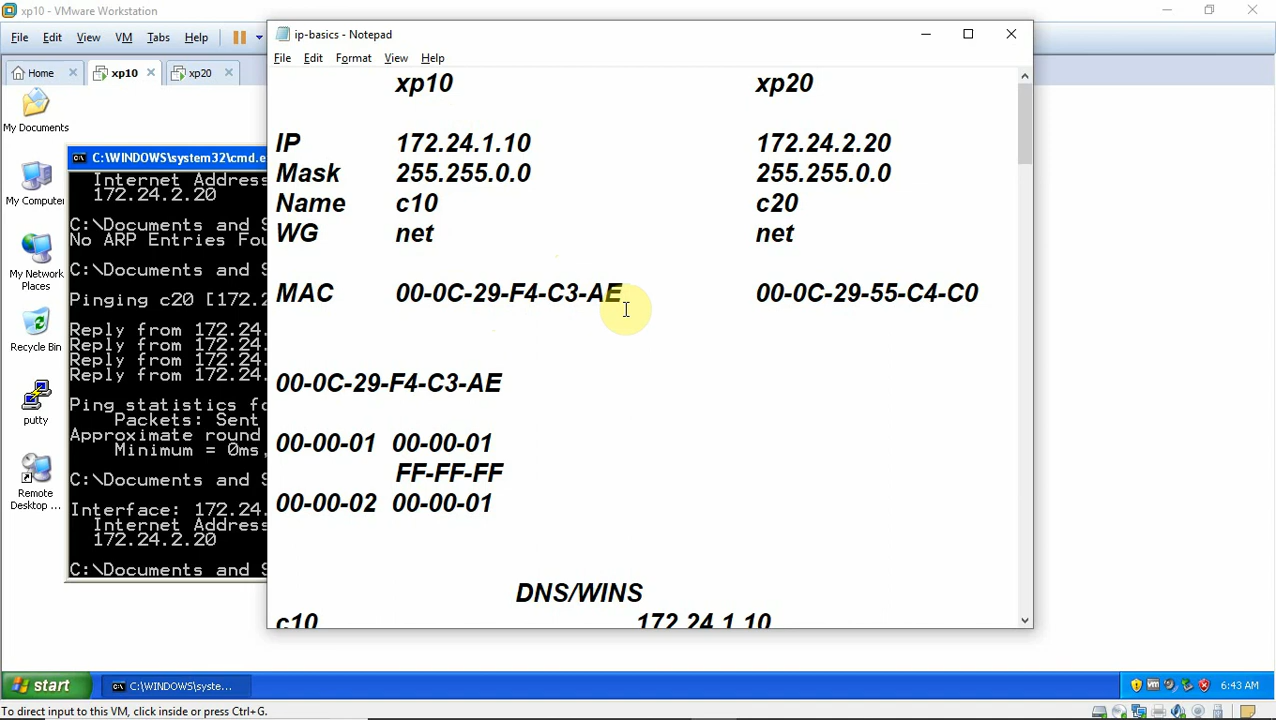 xp10 - VMware Workstation
File Edit View VM Tabs Help
Home xp10 xp20
My Documents
My Computer
My Network
Places
Recycle Bin
putty
Remote
Desktop ...
C:\WINDOWS\system32\cmd.e
Internet Address
172.24.2.20
C:\Documents and S
No ARP Entries Fou
C:\Documents and S
Pinging c20 [172.2
Reply from 172.24.
Reply from 172.24.
Reply from 172.24.
Reply from 172.24.
Ping statistics fo
Packets: Sent
Approximate round
Minimum = 0ms,
C:\Documents and S
Interface: 172.24.
Internet Address
172.24.2.20
C:\Documents and S
ip-basics - Notepad
File Edit Format View Help
xp10 xp20
IP 172.24.1.10 172.24.2.20
Mask 255.255.0.0 255.255.0.0
Name c10 c20
WG net net
MAC 00-0C-29-F4-C3-AE 00-0C-29-55-C4-C0
00-0C-29-F4-C3-AE
00-00-01 00-00-01
FF-FF-FF
00-00-02 00-00-01
DNS/WINS
c10 172.24.1.10
start C:\WINDOWS\syste... 6:43 AM
To direct input to this VM, click inside or press Ctrl+G.